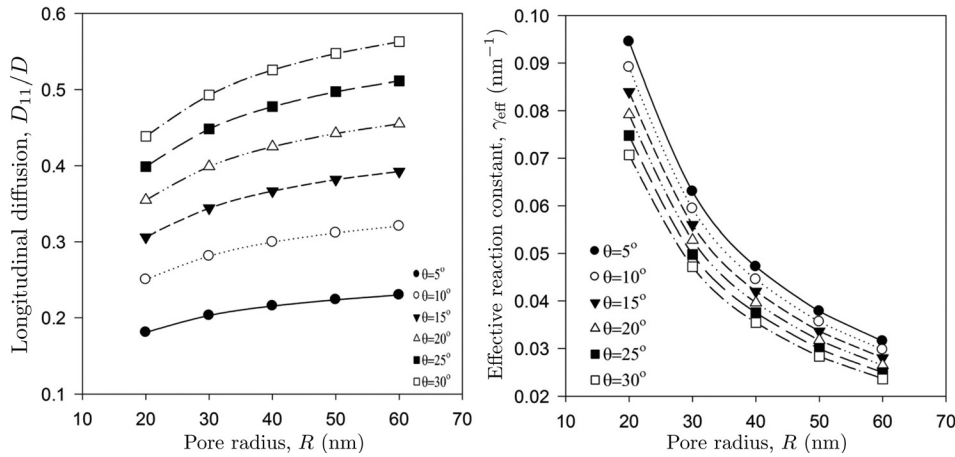 Longitudinal diffusion, D₁₁/D
0.6
0.5
0.4
0.3
0.2
0.1
10 20 30 40 50 60 70
Pore radius, R (nm)
θ=5°
θ=10°
θ=15°
θ=20°
θ=25°
θ=30°
Effective reaction constant, γeff (nm⁻¹)
0.10
0.09
0.08
0.07
0.06
0.05
0.04
0.03
0.02
10 20 30 40 50 60 70
Pore radius, R (nm)
θ=5°
θ=10°
θ=15°
θ=20°
θ=25°
θ=30°